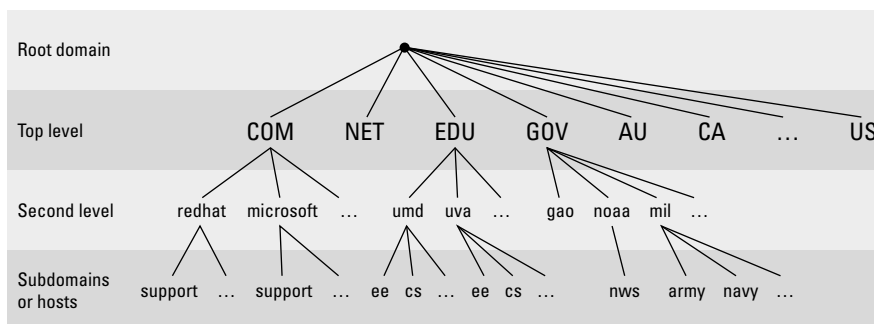 Root domain
Top level COM NET EDU GOV AU CA ... US
Second level redhat microsoft ... umd uva ... gao noaa mil ...
Subdomains
or hosts
support ... support ... ee cs ... ee cs ... nws army navy ...